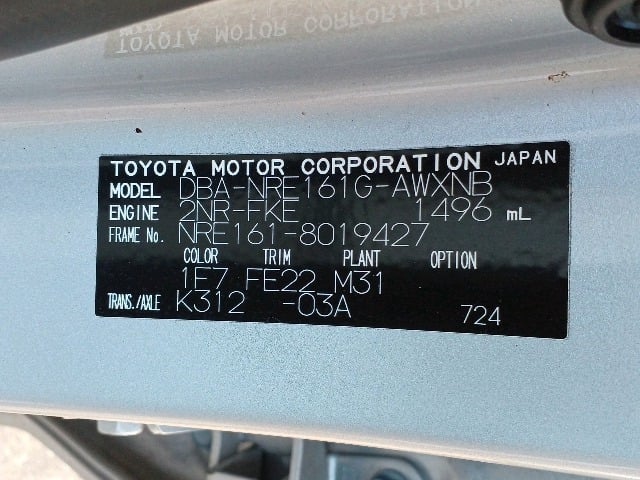 TOYOTA MOTOR CORPORATION
TOYOTA MOTOR CORPORATION JAPAN
MODEL DBA-NRE161G-AWXNB
ENGINE 2NR-FKE 1496 mL
FRAME No. NRE161-8019427
COLOR TRIM PLANT OPTION
1F7 FE22 M31
TRANS./AXLE K312 -03A 724